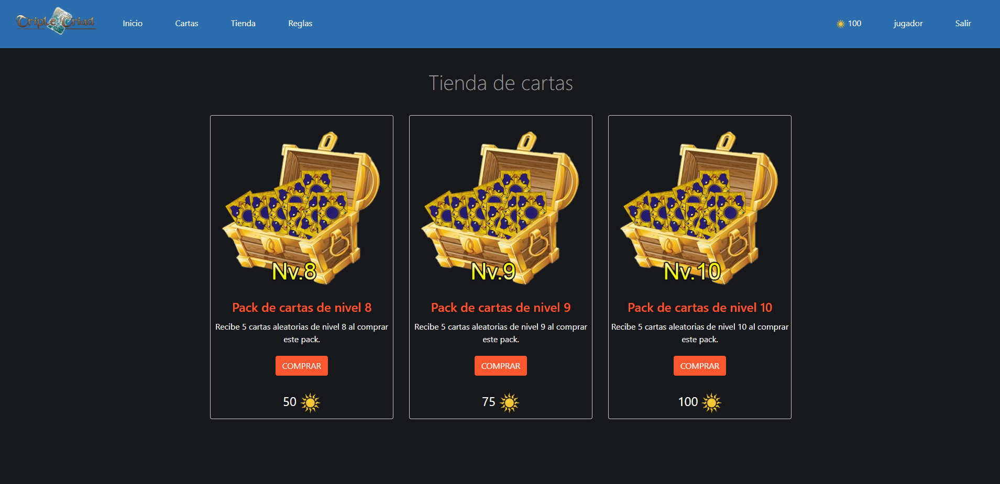 Triple Triad
Inicio
Cartas
Tienda
Reglas
100
jugador
Salir
Tienda de cartas
Nv.8
Pack de cartas de nivel 8
Recibe 5 cartas aleatorias de nivel 8 al comprar
este pack.
COMPRAR
50
Nv.9
Pack de cartas de nivel 9
Recibe 5 cartas aleatorias de nivel 9 al comprar
este pack.
COMPRAR
75
Nv.10
Pack de cartas de nivel 10
Recibe 5 cartas aleatorias de nivel 10 al comprar
este pack.
COMPRAR
100